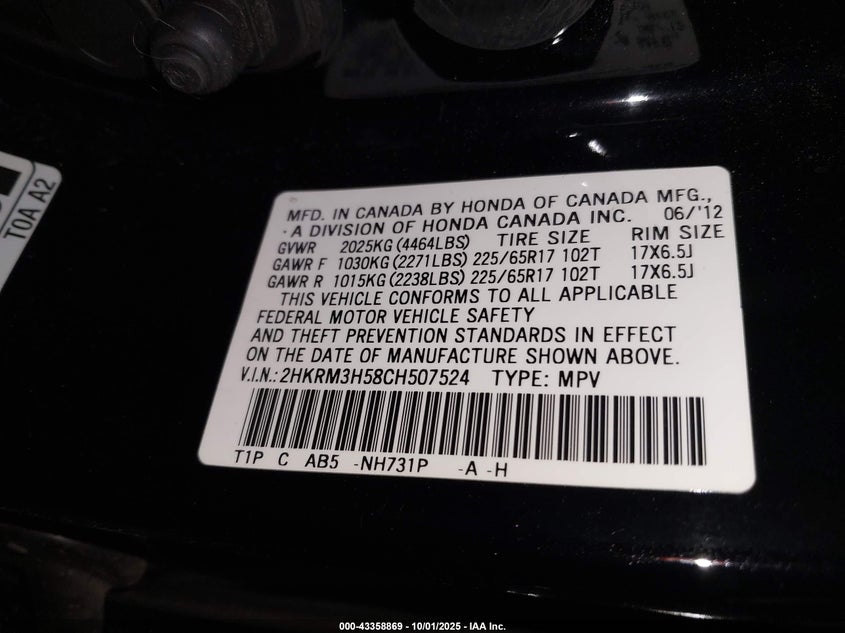 T0A A2
MFD. IN CANADA BY HONDA OF CANADA MFG.,
A DIVISION OF HONDA CANADA INC. 06/'12
GVWR 2025KG (4464LBS) TIRE SIZE RIM SIZE
GAWR F 1030KG (2271LBS) 225/65R17 102T 17X6.5J
GAWR R 1015KG (2238LBS) 225/65R17 102T 17X6.5J
THIS VEHICLE CONFORMS TO ALL APPLICABLE
FEDERAL MOTOR VEHICLE SAFETY
AND THEFT PREVENTION STANDARDS IN EFFECT
ON THE DATE OF MANUFACTURE SHOWN ABOVE.
V.I.N.: 2HKRM3H58CH507524 TYPE: MPV
T1P C AB5 -NH731P -A -H
000-43358869 - 10/01/2025 - IAA Inc.